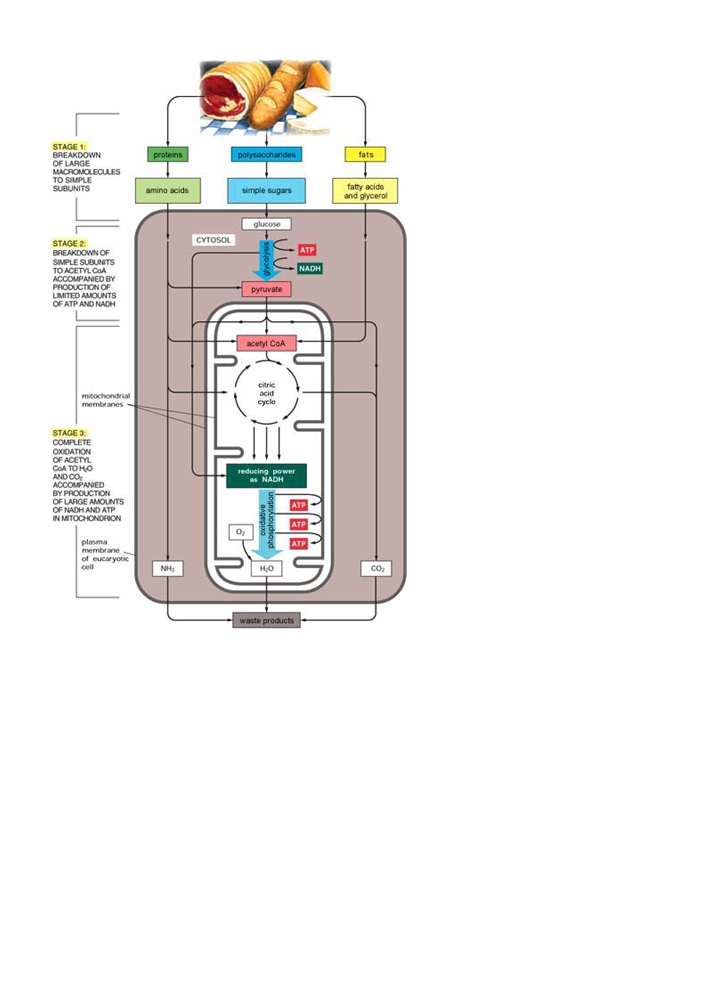 STAGE 1:
BREAKDOWN
OF LARGE
MACROMOLECULES
TO SIMPLE
SUBUNITS
proteins
polysaccharides
fats
amino acids
simple sugars
fatty acids
and glycerol
STAGE 2:
BREAKDOWN OF
SIMPLE SUBUNITS
TO ACETYL CoA
ACCOMPANIED BY
PRODUCTION OF
LIMITED AMOUNTS
OF ATP AND NADH
glucose
CYTOSOL
glycolysis
ATP
NADH
pyruvate
acetyl CoA
citric
acid
cycle
mitochondrial
membranes
STAGE 3:
COMPLETE
OXIDATION
OF ACETYL
CoA TO H₂O
AND CO₂
ACCOMPANIED
BY PRODUCTION
OF LARGE AMOUNTS
OF NADH AND ATP
IN MITOCHONDRION
reducing power
as NADH
oxidative
phosphorylation
ATP
ATP
ATP
O₂
plasma
membrane
of eucaryotic
cell
NH₃
H₂O
CO₂
waste products